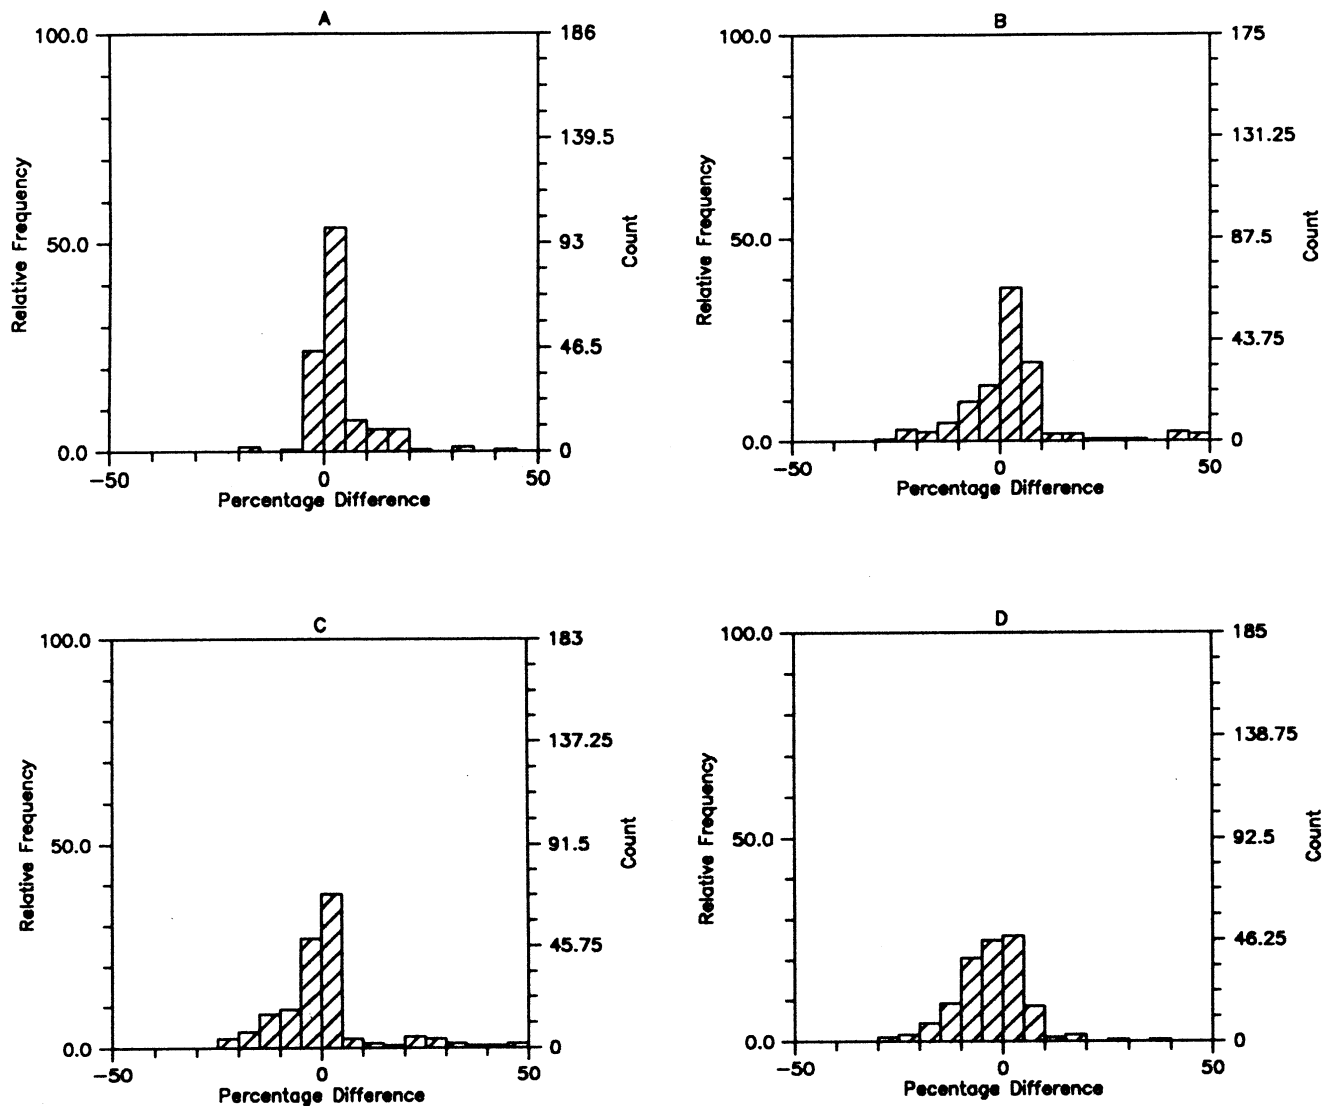 A
100.0
50.0
0.0
Relative Frequency
186
139.5
93
46.5
0
Count
-50
0
50
Percentage Difference
B
100.0
50.0
0.0
Relative Frequency
175
131.25
87.5
43.75
0
Count
-50
0
50
Percentage Difference
C
100.0
50.0
0.0
Relative Frequency
183
137.25
91.5
45.75
0
Count
-50
0
50
Percentage Difference
D
100.0
50.0
0.0
Relative Frequency
185
138.75
92.5
46.25
0
Count
-50
0
50
Pecentage Difference